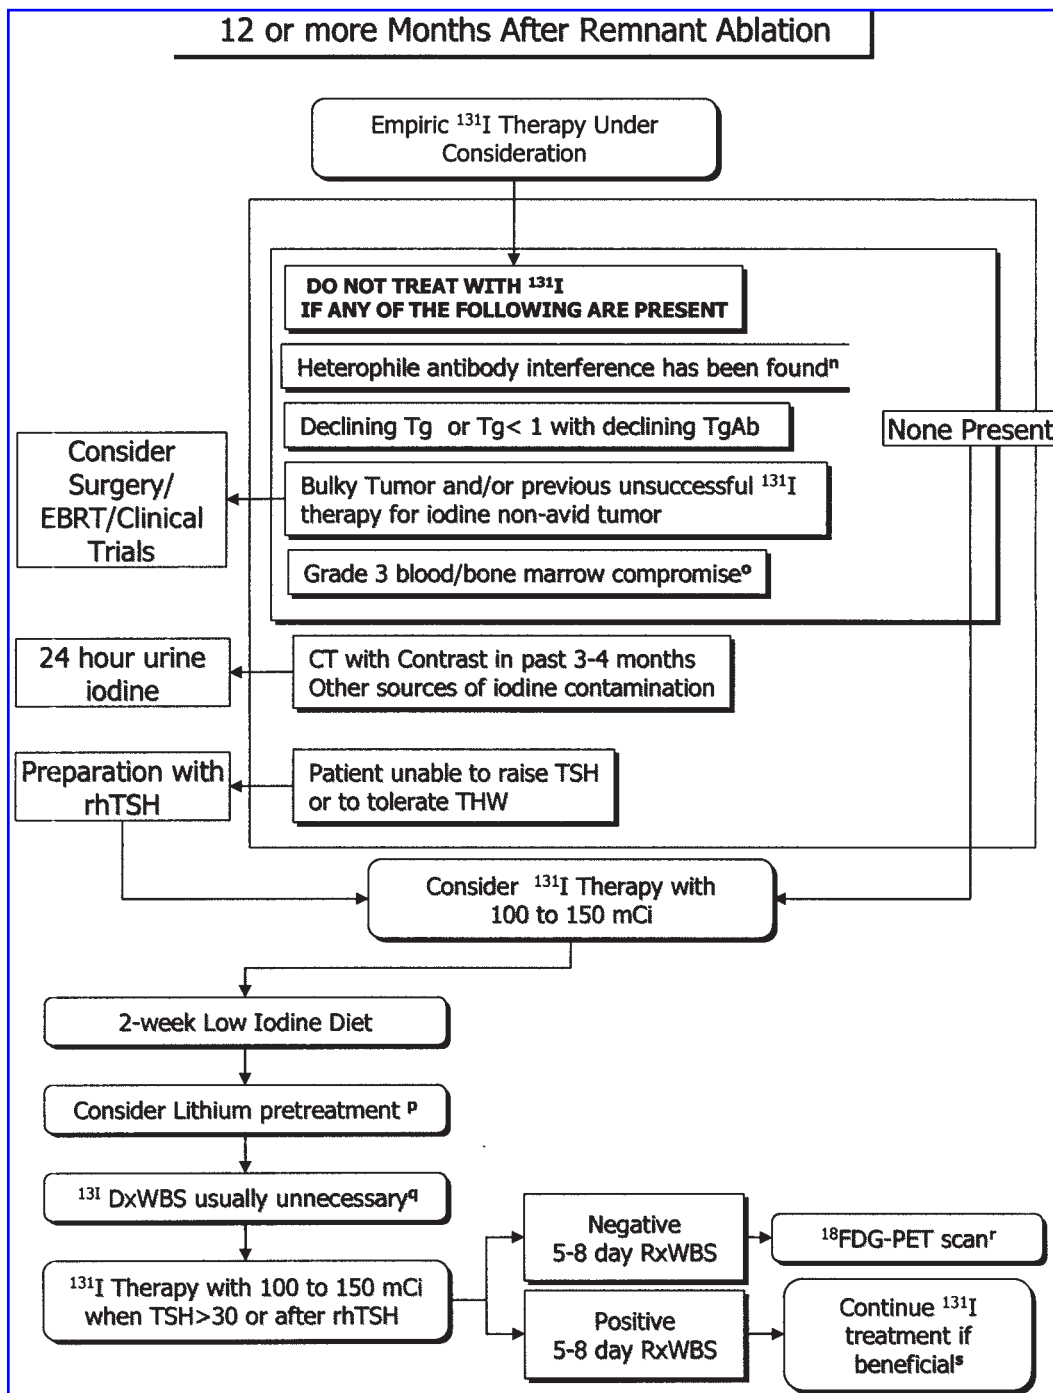 12 or more Months After Remnant Ablation
Empiric ¹³¹I Therapy Under
Consideration
DO NOT TREAT WITH ¹³¹I
IF ANY OF THE FOLLOWING ARE PRESENT
Heterophile antibody interference has been foundⁿ
Declining Tg or Tg< 1 with declining TgAb
None Present
Consider
Surgery/
EBRT/Clinical
Trials
Bulky Tumor and/or previous unsuccessful ¹³¹I
therapy for iodine non-avid tumor
Grade 3 blood/bone marrow compromiseᵒ
24 hour urine
iodine
CT with Contrast in past 3-4 months
Other sources of iodine contamination
Preparation with
rhTSH
Patient unable to raise TSH
or to tolerate THW
Consider ¹³¹I Therapy with
100 to 150 mCi
2-week Low Iodine Diet
Consider Lithium pretreatment ᵖ
¹³I DxWBS usually unnecessary^q
¹³¹I Therapy with 100 to 150 mCi
when TSH>30 or after rhTSH
Negative
5-8 day RxWBS
¹⁸FDG-PET scanʳ
Positive
5-8 day RxWBS
Continue ¹³¹I
treatment if
beneficialˢ